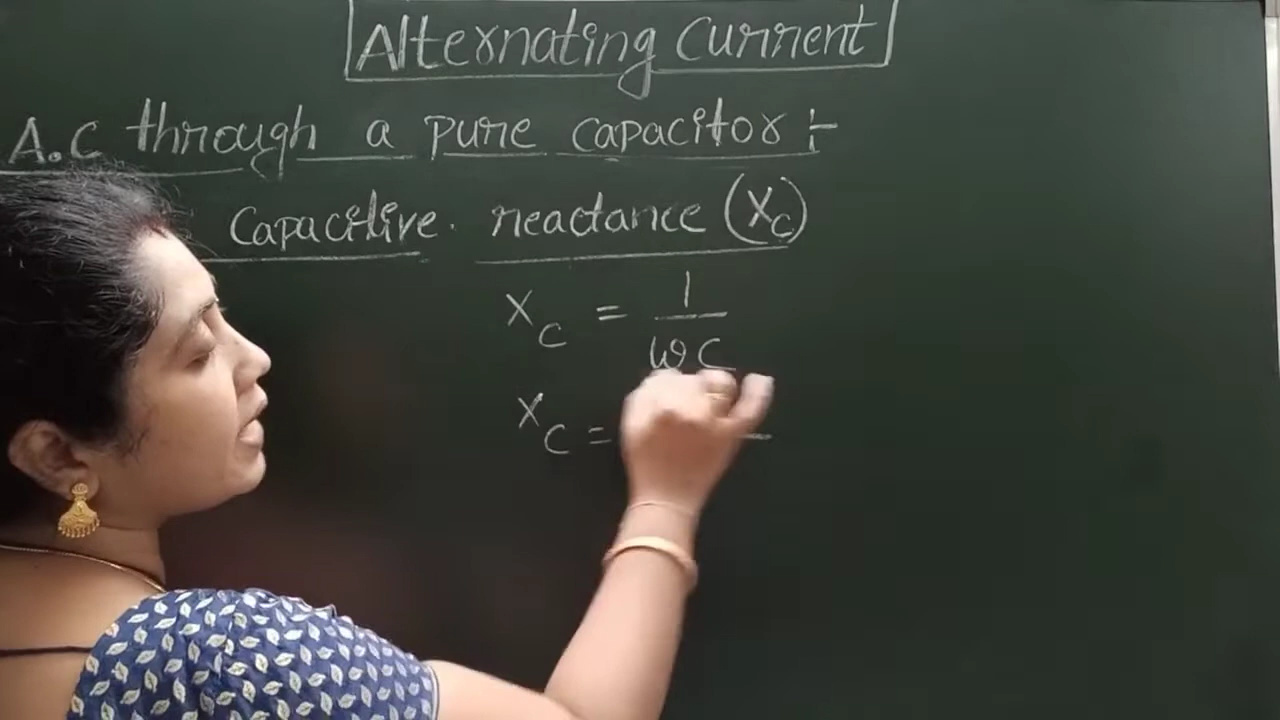 Alternating Current
A.C through a pure capacitor :-
Capacitive reactance (Xc)
Xc = 1/ωC
Xc =